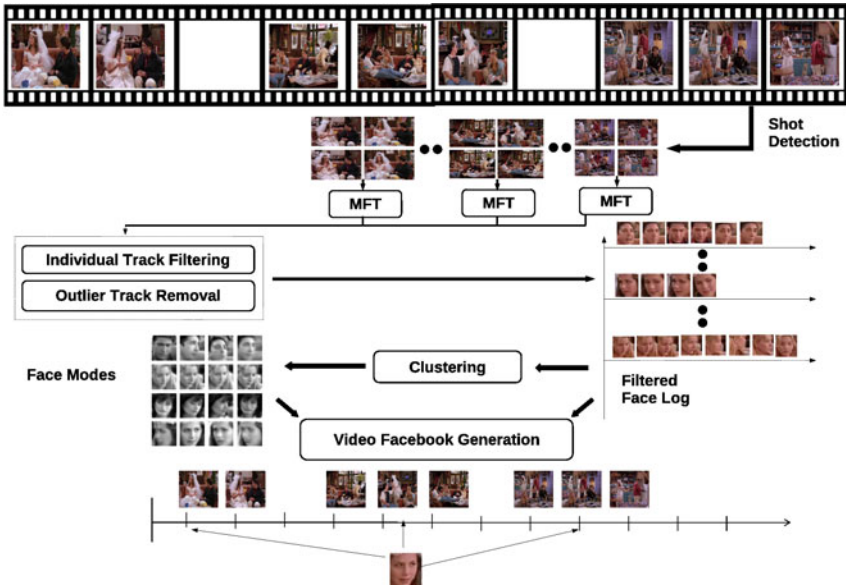 Shot
Detection
MFT
MFT
MFT
Individual Track Filtering
Outlier Track Removal
Face Modes
Clustering
Filtered
Face Log
Video Facebook Generation